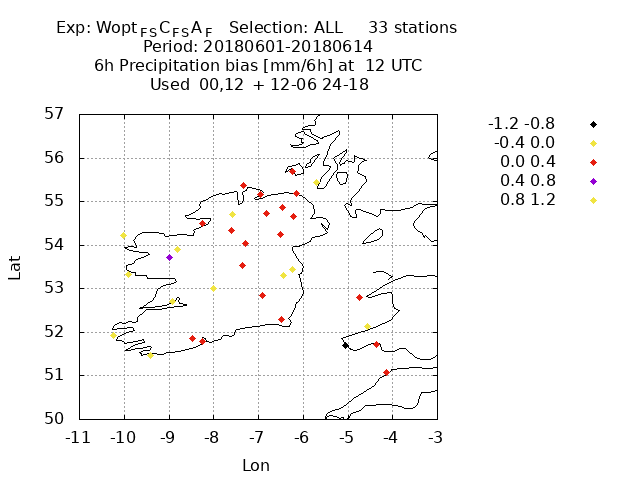 Exp: Wopt FS C FS A F Selection: ALL 33 stations
Period: 20180601-20180614
6h Precipitation bias [mm/6h] at 12 UTC
Used 00,12 + 12-06 24-18
-1.2 -0.8
-0.4 0.0
0.0 0.4
0.4 0.8
0.8 1.2
57
56
55
54
53
52
51
50
Lat
-11 -10 -9 -8 -7 -6 -5 -4 -3
Lon